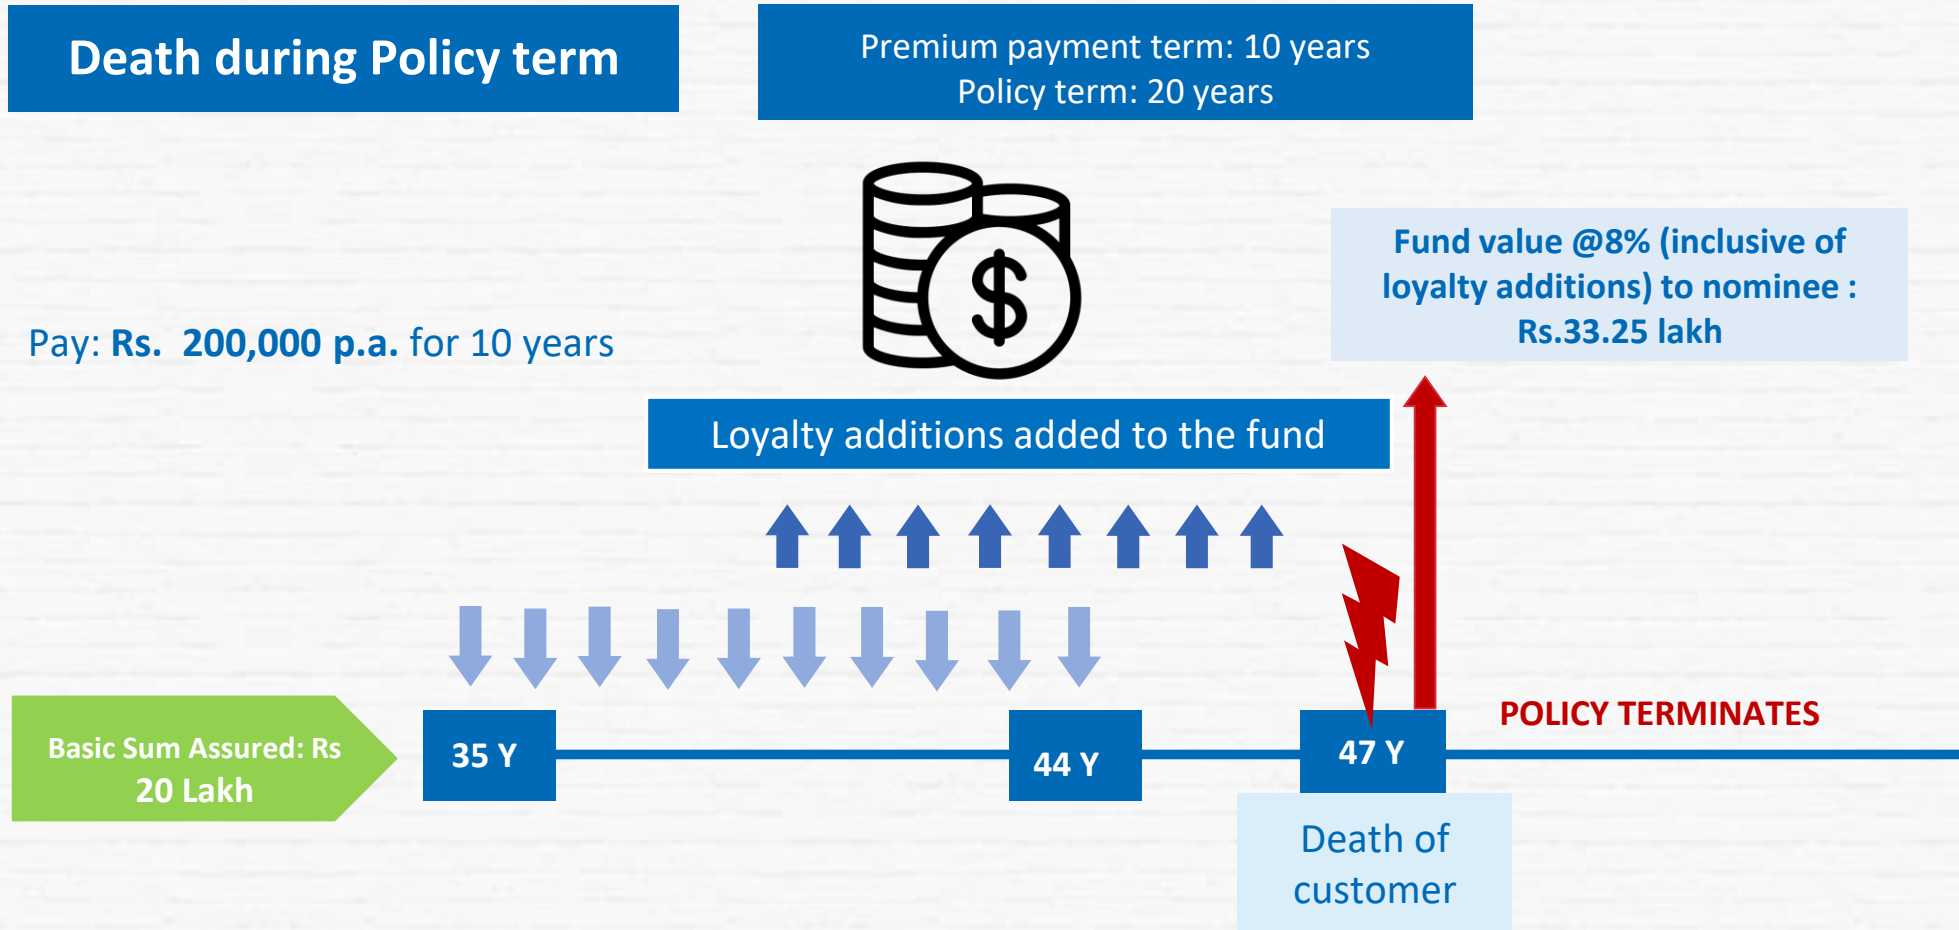 Death during Policy term
Premium payment term: 10 years
Policy term: 20 years
Fund value @8% (inclusive of
loyalty additions) to nominee :
Rs.33.25 lakh
Pay: Rs. 200,000 p.a. for 10 years
$
Loyalty additions added to the fund
Basic Sum Assured: Rs
20 Lakh
35 Y
44 Y
47 Y
POLICY TERMINATES
Death of
customer